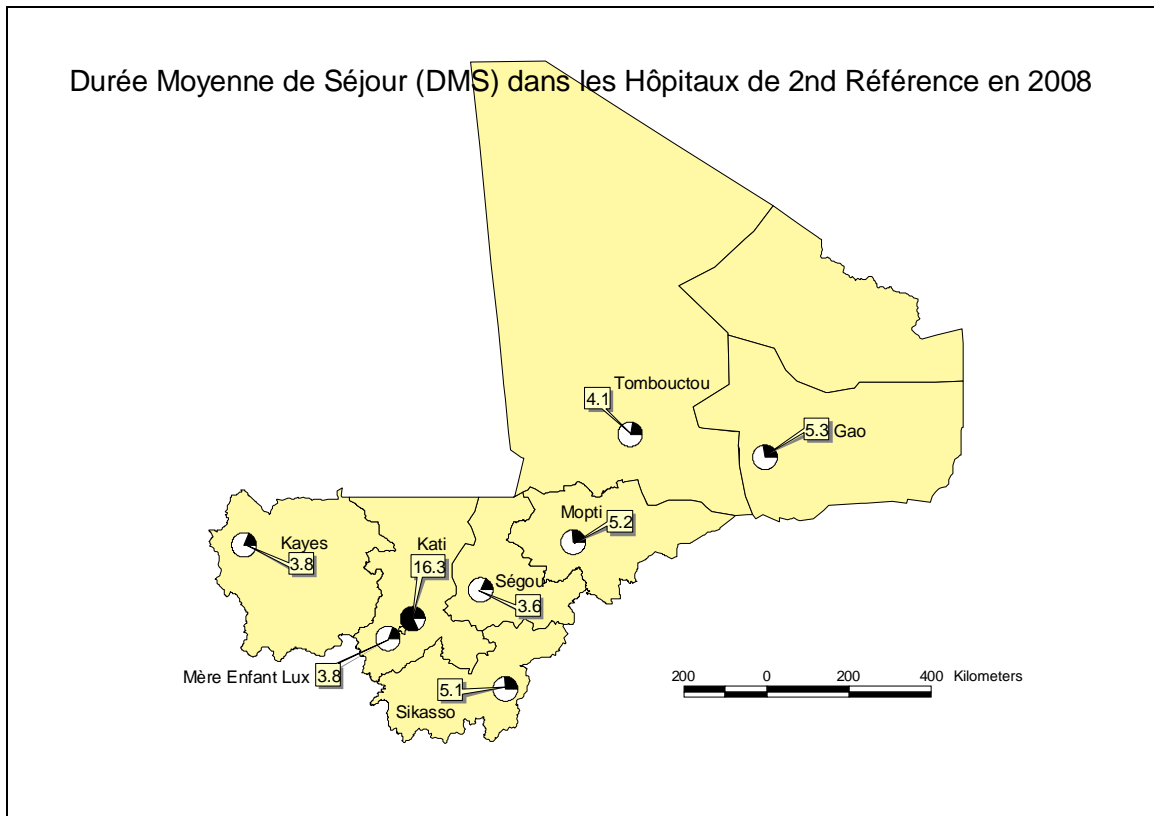 Durée Moyenne de Séjour (DMS) dans les Hôpitaux de 2nd Référence en 2008
Tombouctou
4.1
5.3 Gao
Mopti
5.2
Kayes
3.8
Kati
16.3
Ségou
3.6
Mère Enfant Lux 3.8
5.1
Sikasso
200 0 200 400 Kilometers